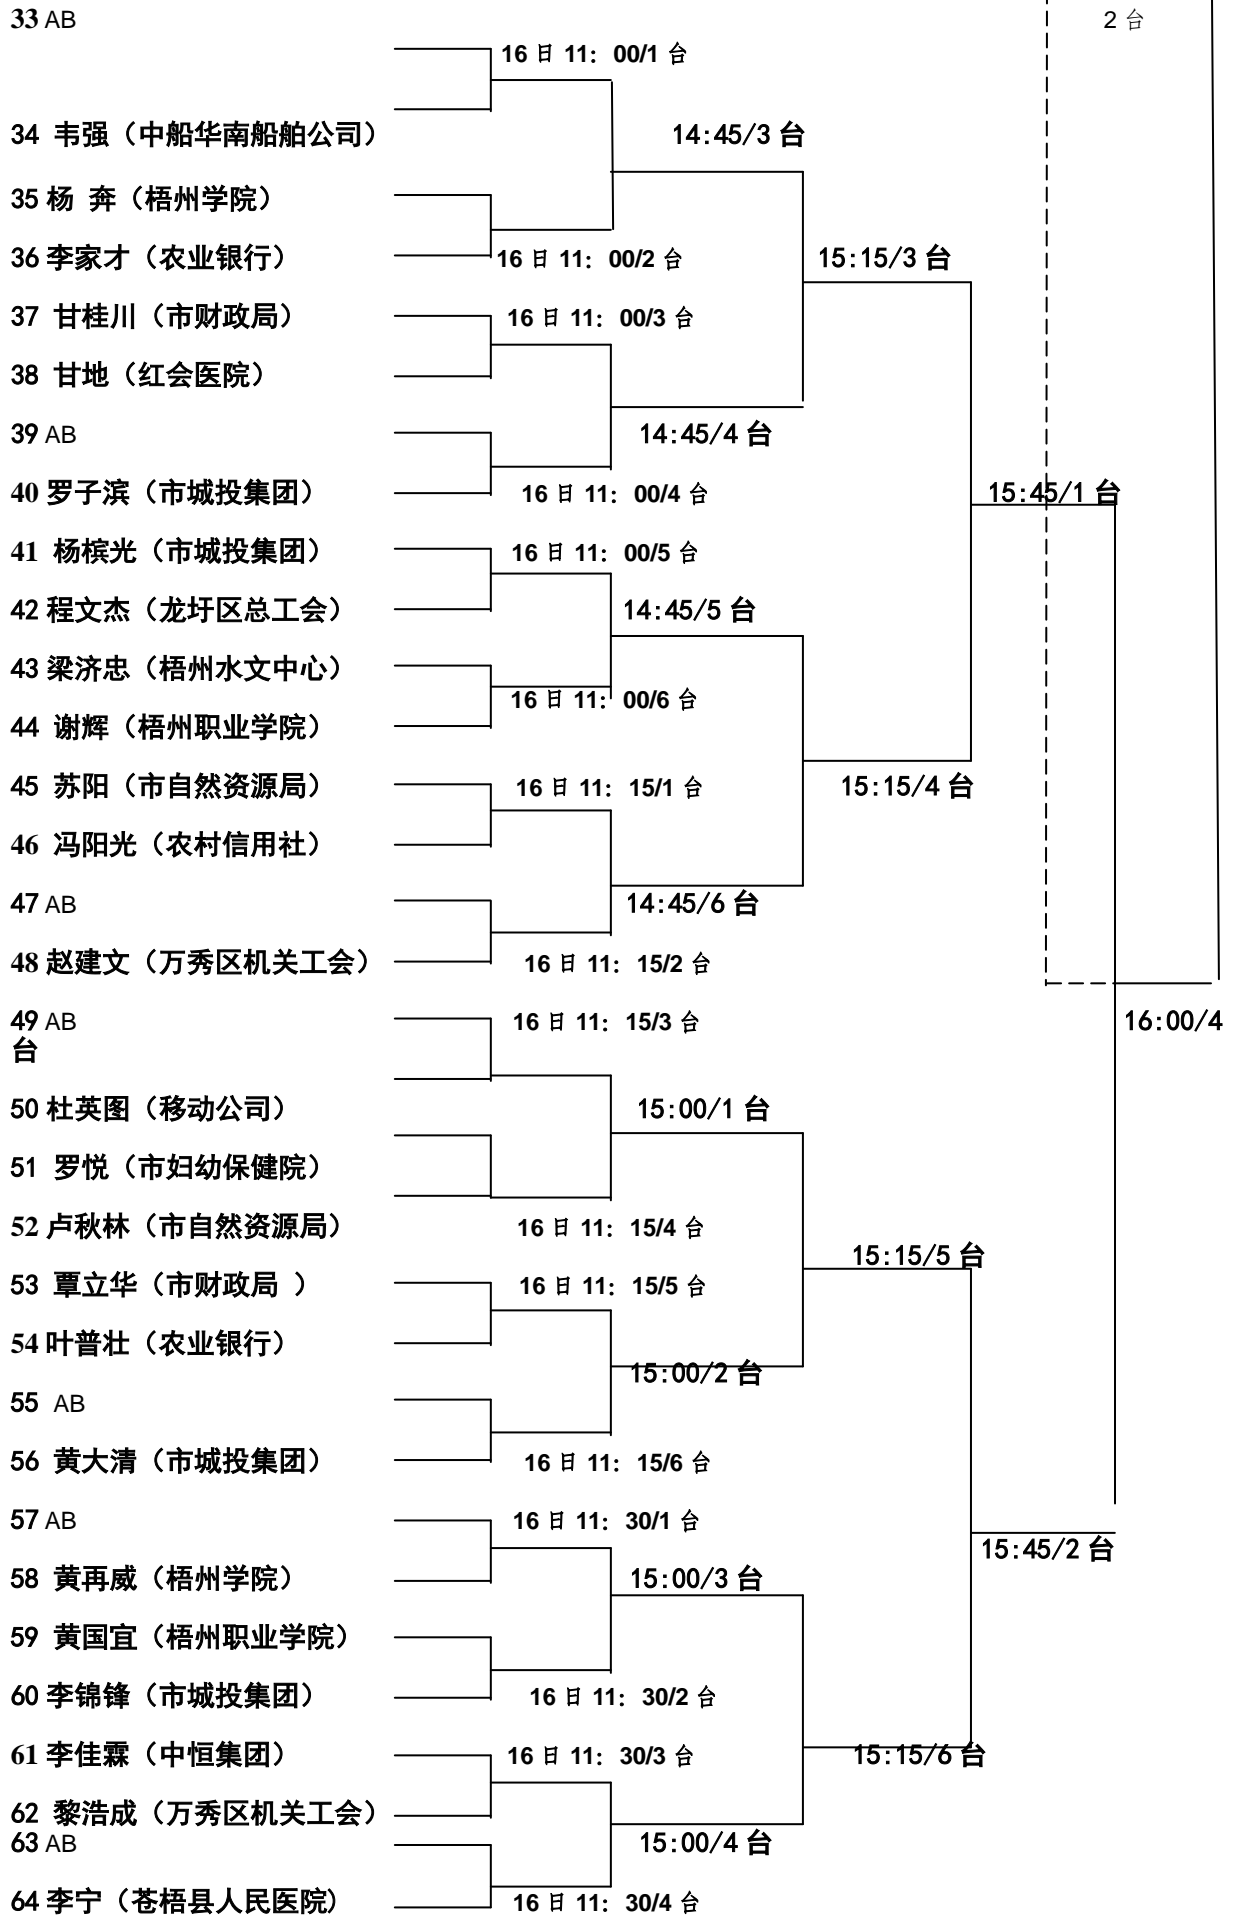 33 AB
2 台
16 日 11：00/1 台
34 韦强（中船华南船舶公司）
14:45/3 台
35 杨 奔（梧州学院）
36 李家才（农业银行）
16 日 11：00/2 台
15:15/3 台
37 甘桂川（市财政局）
16 日 11：00/3 台
38 甘地（红会医院）
39 AB
14:45/4 台
40 罗子滨（市城投集团）
16 日 11：00/4 台
15:45/1 台
41 杨槟光（市城投集团）
16 日 11：00/5 台
42 程文杰（龙圩区总工会）
14:45/5 台
43 梁济忠（梧州水文中心）
16 日 11：00/6 台
44 谢辉（梧州职业学院）
45 苏阳（市自然资源局）
16 日 11：15/1 台
15:15/4 台
46 冯阳光（农村信用社）
47 AB
14:45/6 台
48 赵建文（万秀区机关工会）
16 日 11：15/2 台
49 AB
16 日 11：15/3 台
16:00/4
台
50 杜英图（移动公司）
15:00/1 台
51 罗悦（市妇幼保健院）
52 卢秋林（市自然资源局）
16 日 11：15/4 台
15:15/5 台
53 覃立华（市财政局 ）
16 日 11：15/5 台
54 叶普壮（农业银行）
15:00/2 台
55 AB
56 黄大清（市城投集团）
16 日 11：15/6 台
57 AB
16 日 11：30/1 台
15:45/2 台
58 黄再威（梧州学院）
15:00/3 台
59 黄国宜（梧州职业学院）
60 李锦锋（市城投集团）
16 日 11：30/2 台
61 李佳霖（中恒集团）
16 日 11：30/3 台
15:15/6 台
62 黎浩成（万秀区机关工会）
63 AB
15:00/4 台
64 李宁（苍梧县人民医院)
16 日 11：30/4 台